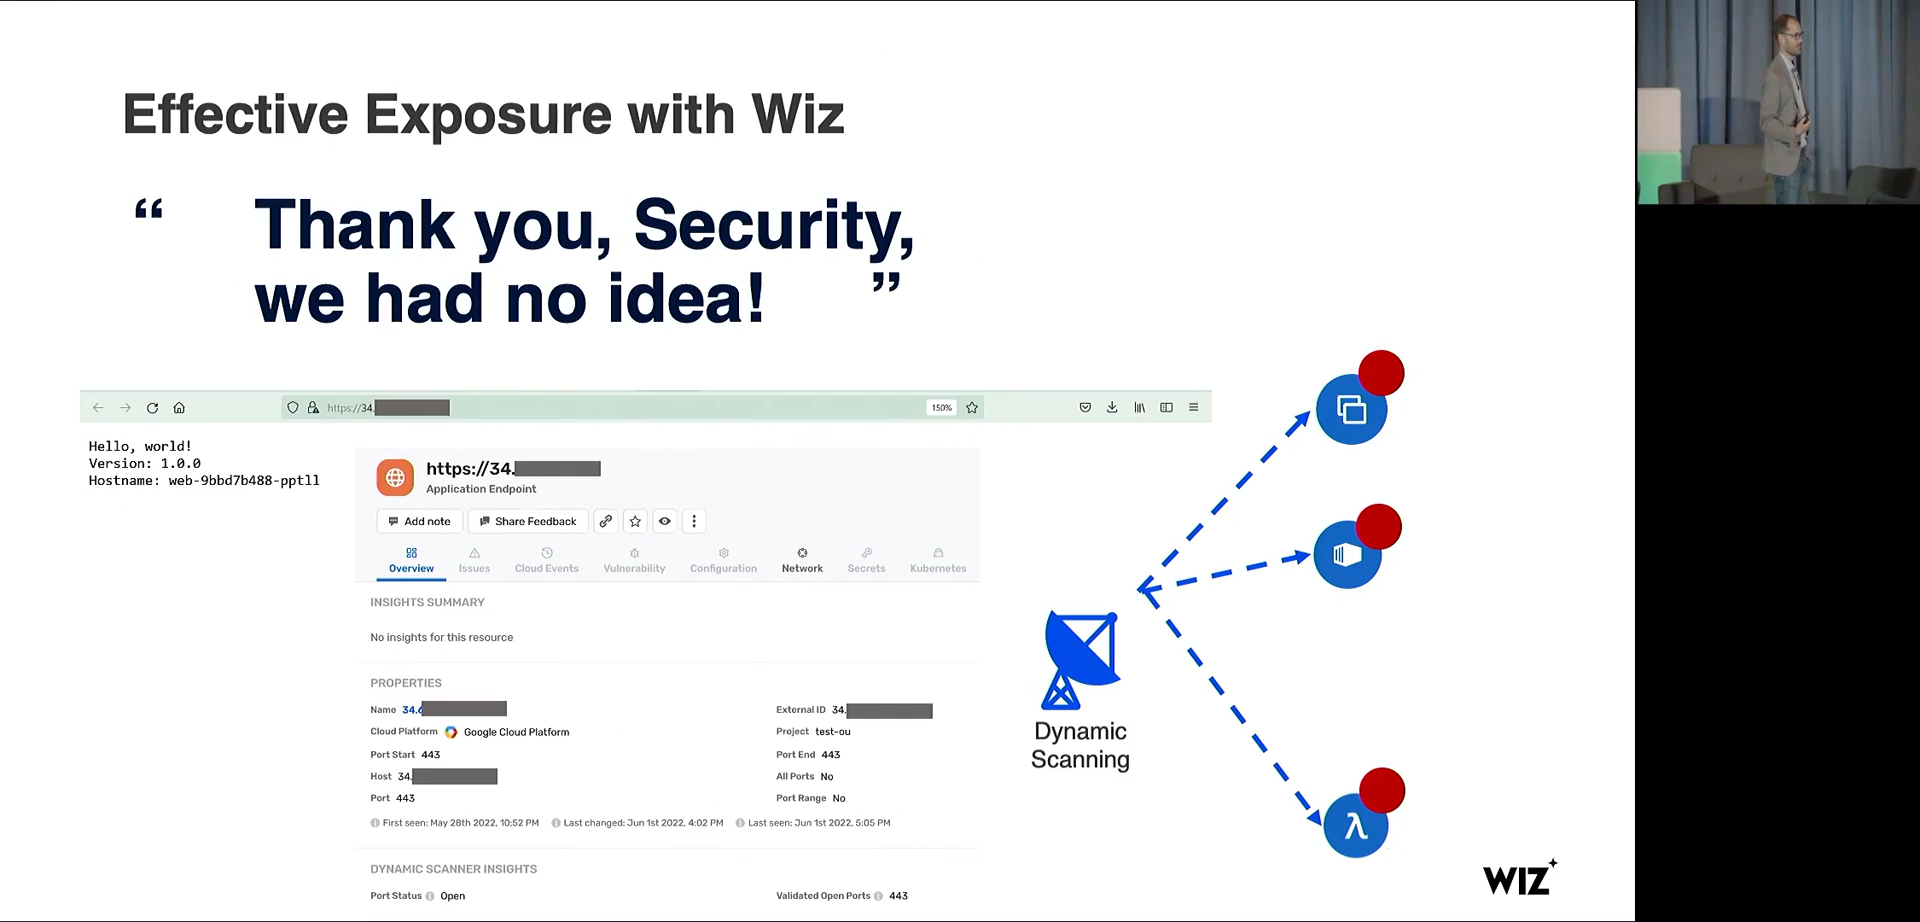 Effective Exposure with Wiz
“ Thank you, Security,
we had no idea! ”
https://34.
150%
Hello, world!
Version: 1.0.0
Hostname: web-9bbd7b488-pptll
https://34.
Application Endpoint
Add note
Share Feedback
Overview
Issues
Cloud Events
Vulnerability
Configuration
Network
Secrets
Kubernetes
INSIGHTS SUMMARY
No insights for this resource
PROPERTIES
Name 34.
External ID 34.
Cloud Platform Google Cloud Platform
Project test-ou
Port Start 443
Port End 443
Host 34.
All Ports No
Port 443
Port Range No
First seen: May 28th 2022, 10:52 PM
Last changed: Jun 1st 2022, 4:02 PM
Last seen: Jun 1st 2022, 5:05 PM
DYNAMIC SCANNER INSIGHTS
Port Status Open
Validated Open Ports 443
Dynamic
Scanning
λ
WIZ